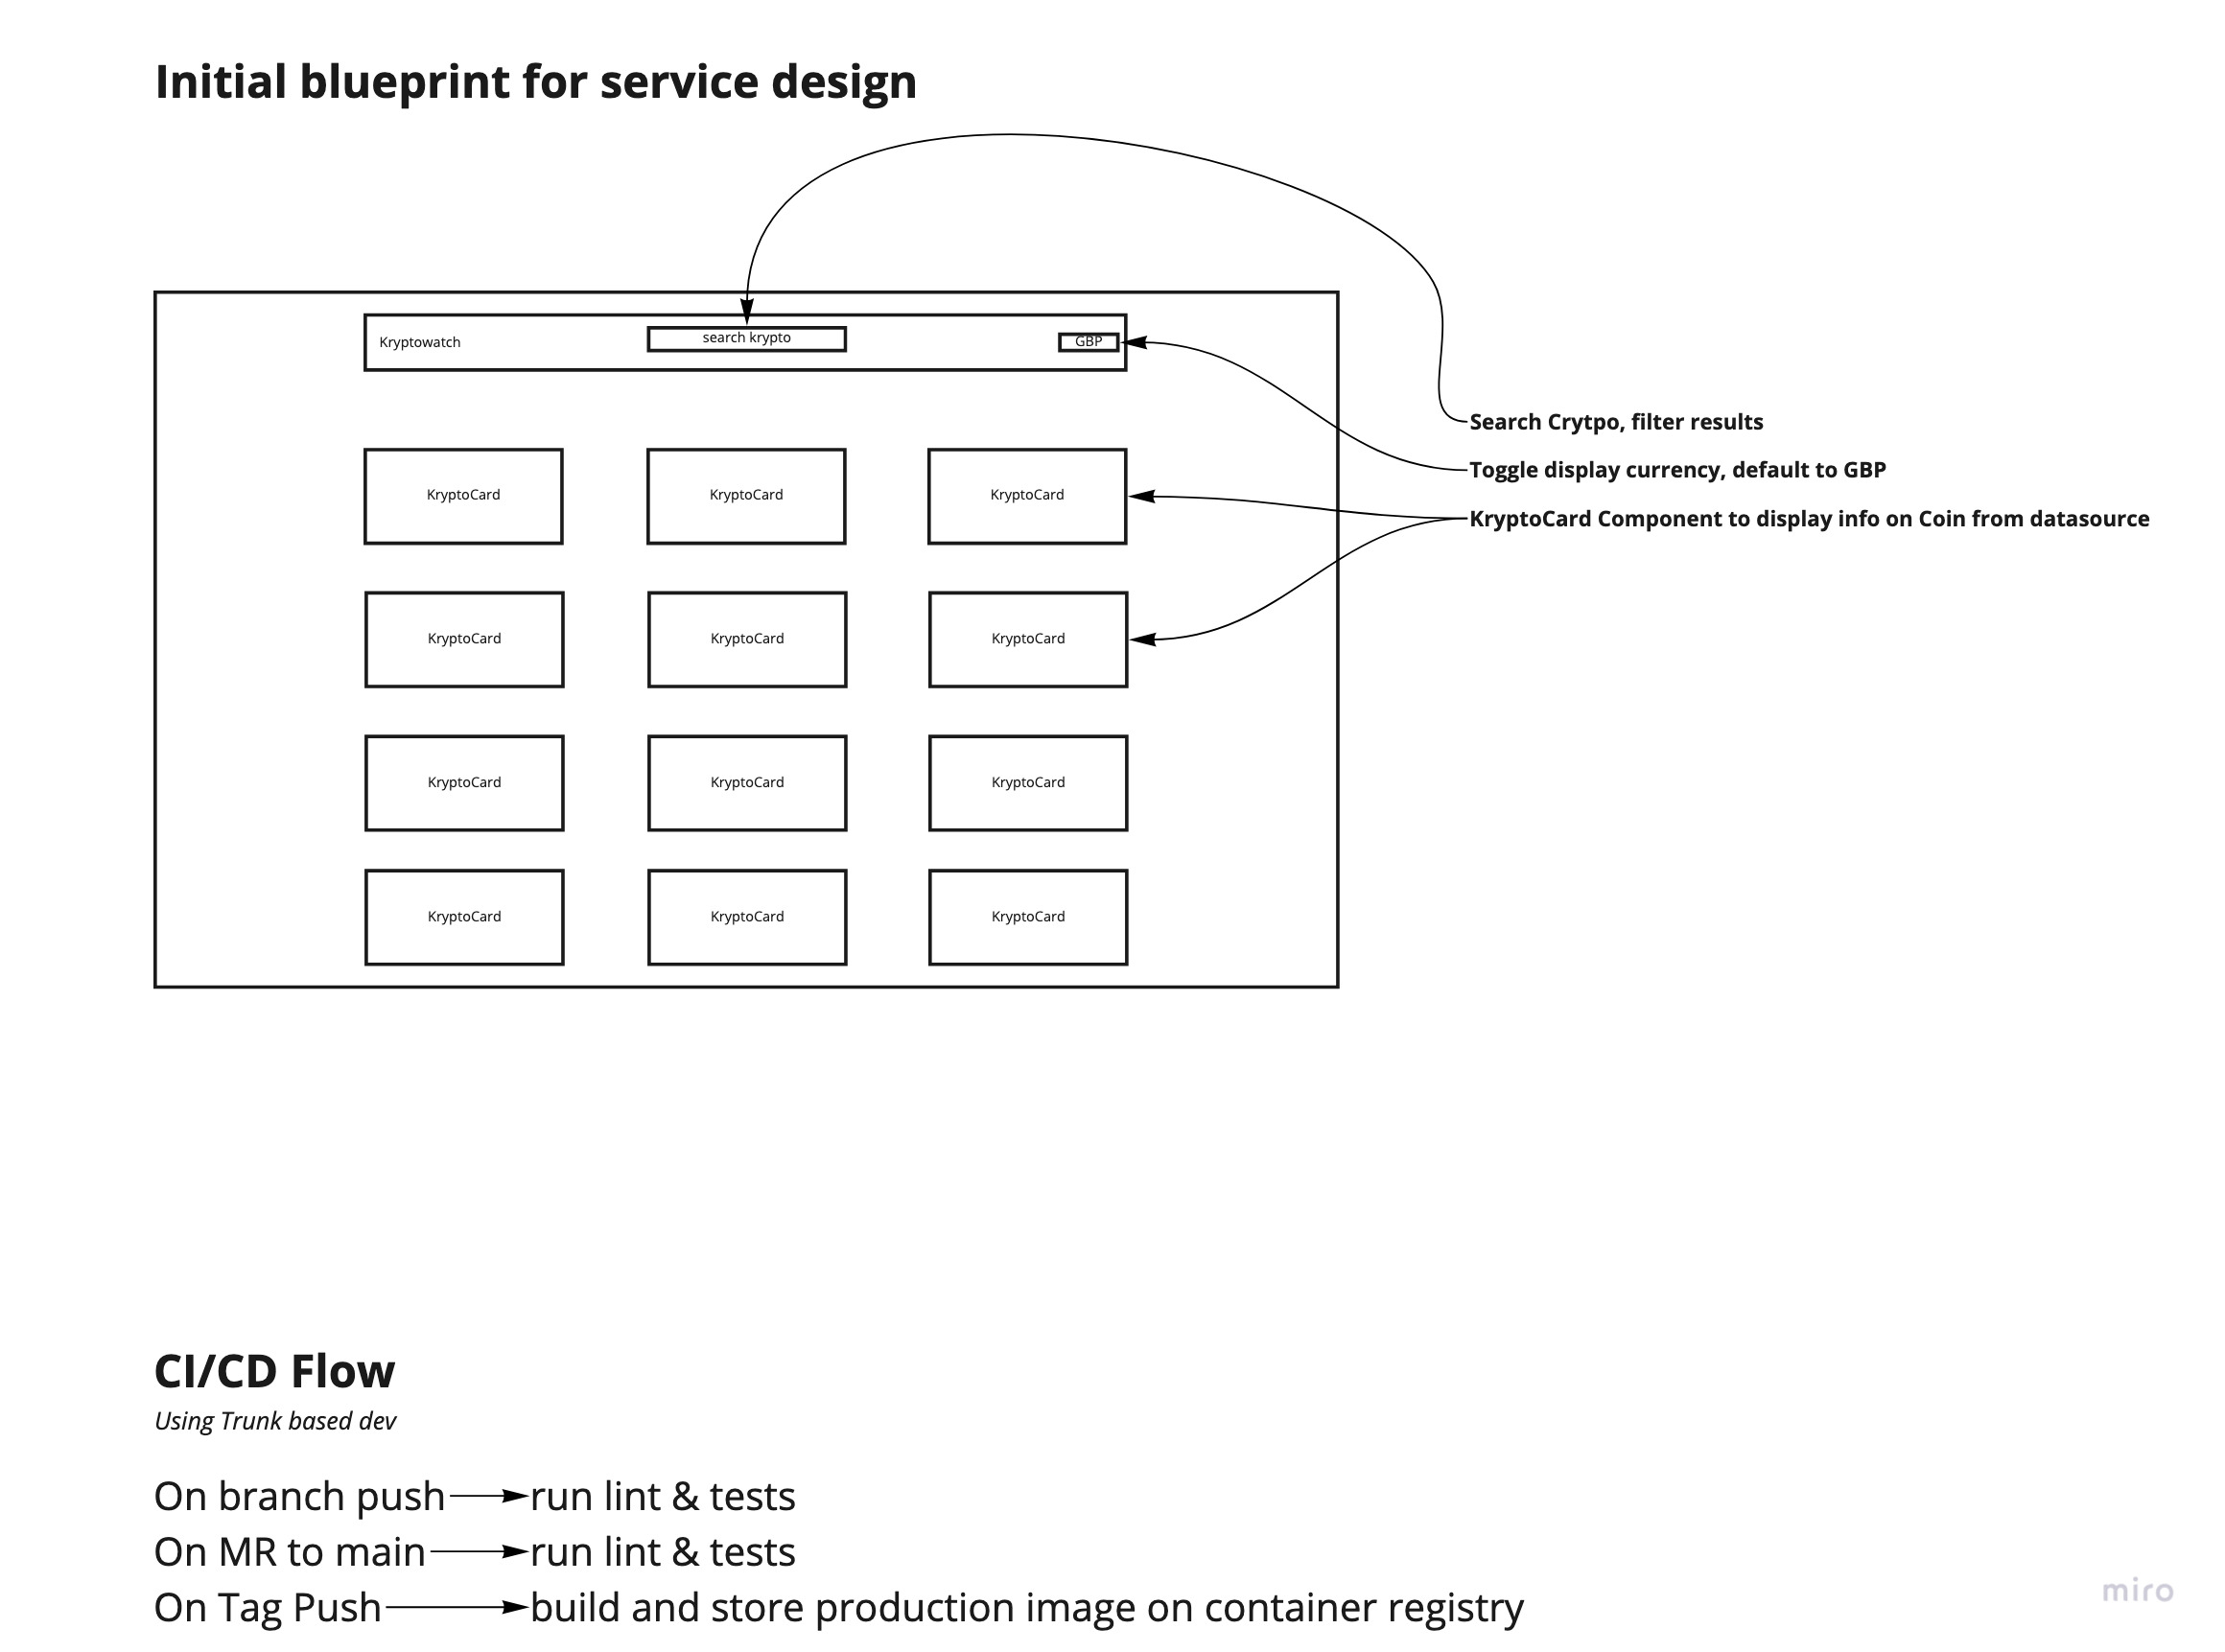 Initial blueprint for service design
Kryptowatch
search krypto
GBP
Search Crytpo, filter results
Toggle display currency, default to GBP
KryptoCard Component to display info on Coin from datasource
KryptoCard
KryptoCard
KryptoCard
KryptoCard
KryptoCard
KryptoCard
KryptoCard
KryptoCard
KryptoCard
KryptoCard
KryptoCard
KryptoCard
CI/CD Flow
Using Trunk based dev
On branch push run lint & tests
On MR to main run lint & tests
On Tag Push build and store production image on container registry
miro